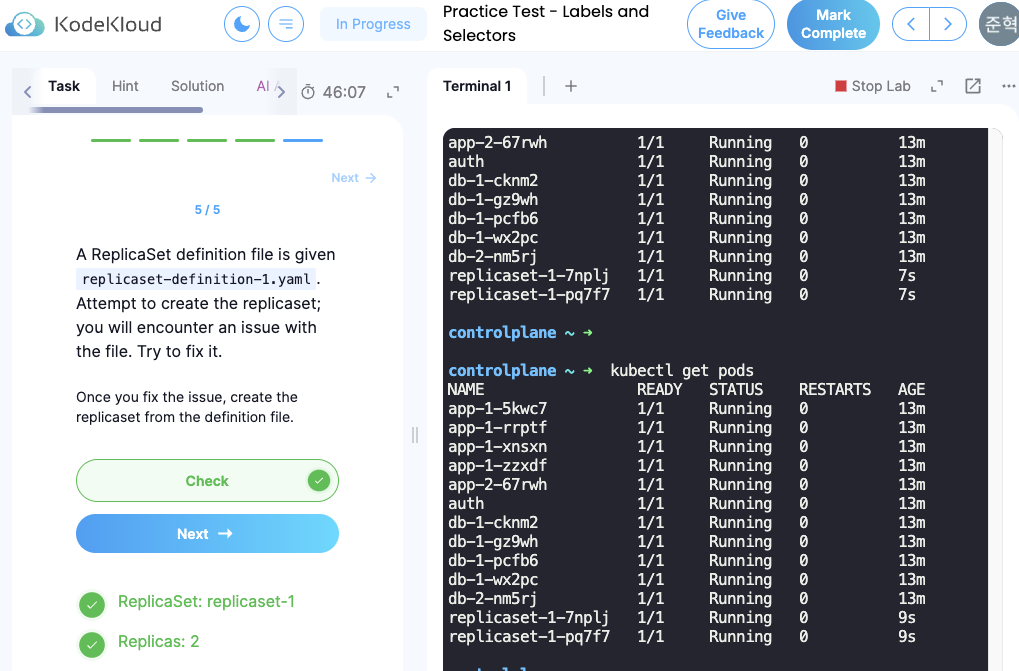 KodeKloud
In Progress
Practice Test - Labels and
Selectors
Give
Feedback
Mark
Complete
준혁
Task
Hint
Solution
AI
46:07
Terminal 1
Stop Lab
Next →
5 / 5
A ReplicaSet definition file is given
replicaset-definition-1.yaml.
Attempt to create the replicaset;
you will encounter an issue with
the file. Try to fix it.
Once you fix the issue, create the
replicaset from the definition file.
Check
Next →
ReplicaSet: replicaset-1
Replicas: 2
app-2-67rwh 1/1 Running 0 13m
auth 1/1 Running 0 13m
db-1-cknm2 1/1 Running 0 13m
db-1-gz9wh 1/1 Running 0 13m
db-1-pcfb6 1/1 Running 0 13m
db-1-wx2pc 1/1 Running 0 13m
db-2-nm5rj 1/1 Running 0 13m
replicaset-1-7nplj 1/1 Running 0 7s
replicaset-1-pq7f7 1/1 Running 0 7s
controlplane ~ ➜
controlplane ~ ➜ kubectl get pods
NAME READY STATUS RESTARTS AGE
app-1-5kwc7 1/1 Running 0 13m
app-1-rrptf 1/1 Running 0 13m
app-1-xnsxn 1/1 Running 0 13m
app-1-zzxdf 1/1 Running 0 13m
app-2-67rwh 1/1 Running 0 13m
auth 1/1 Running 0 13m
db-1-cknm2 1/1 Running 0 13m
db-1-gz9wh 1/1 Running 0 13m
db-1-pcfb6 1/1 Running 0 13m
db-1-wx2pc 1/1 Running 0 13m
db-2-nm5rj 1/1 Running 0 13m
replicaset-1-7nplj 1/1 Running 0 9s
replicaset-1-pq7f7 1/1 Running 0 9s